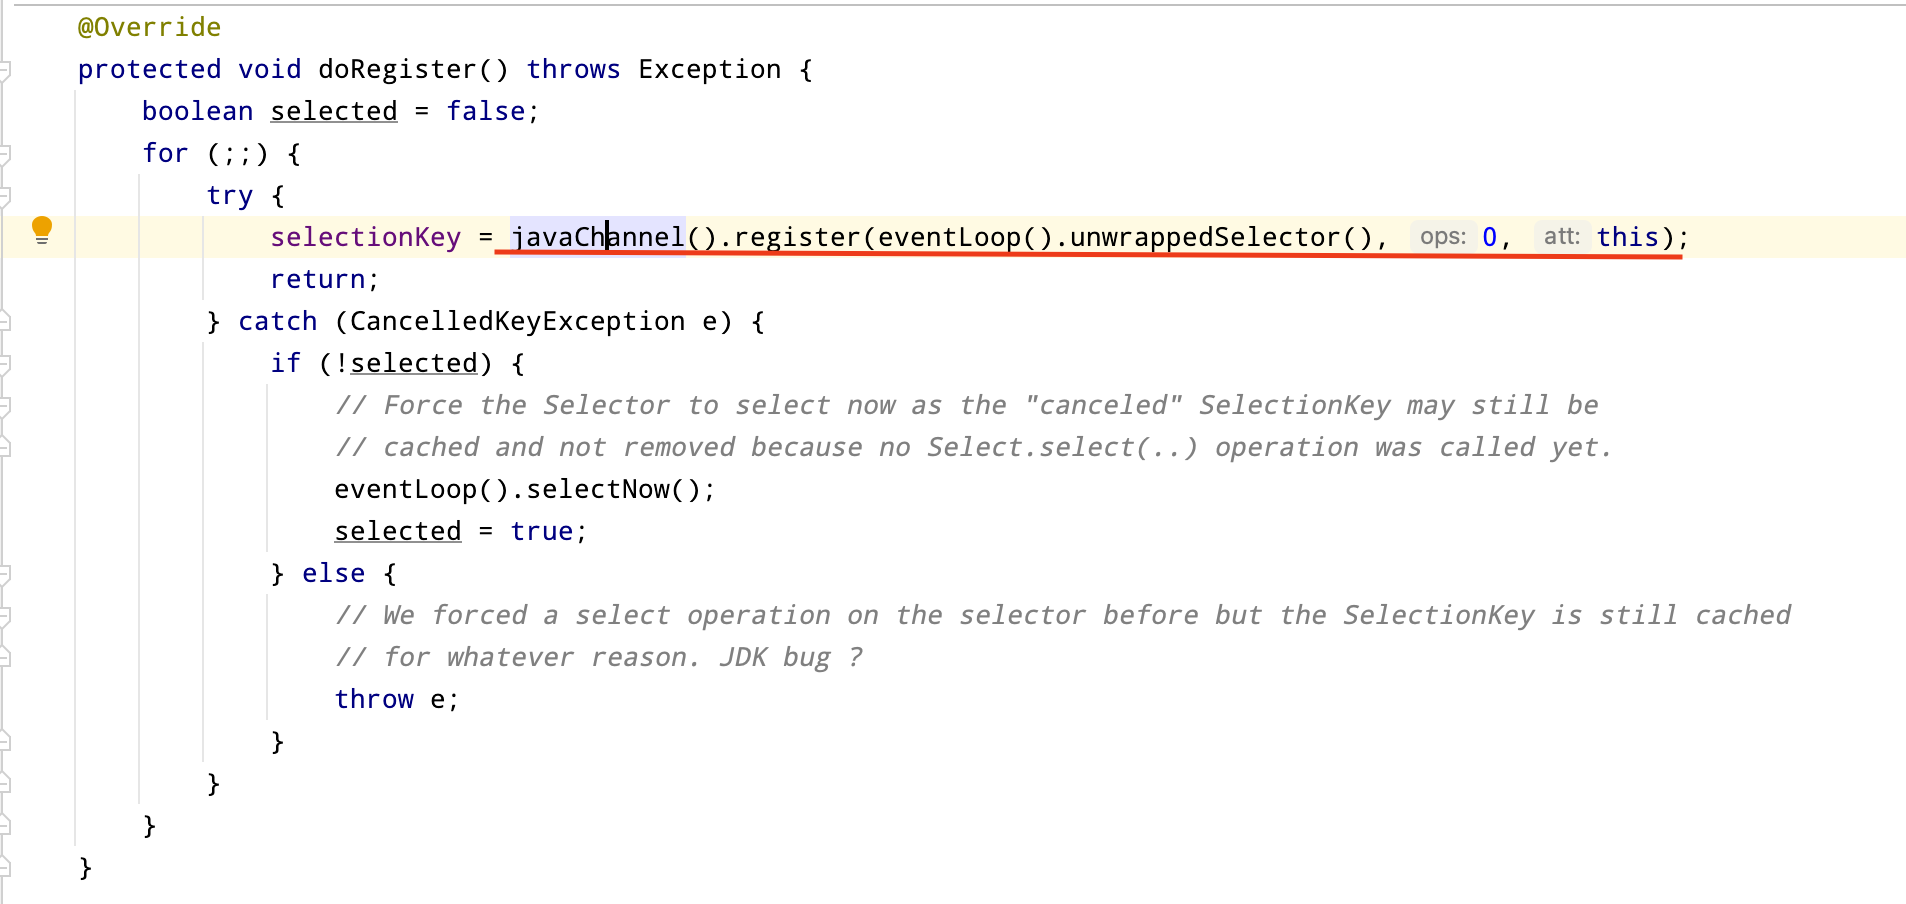 @Override
protected void doRegister() throws Exception {
    boolean selected = false;
    for (;;) {
        try {
            selectionKey = javaChannel().register(eventLoop().unwrappedSelector(), ops: 0, att: this);
            return;
        } catch (CancelledKeyException e) {
            if (!selected) {
                // Force the Selector to select now as the "canceled" SelectionKey may still be
                // cached and not removed because no Select.select(..) operation was called yet.
                eventLoop().selectNow();
                selected = true;
            } else {
                // We forced a select operation on the selector before but the SelectionKey is still cached
                // for whatever reason. JDK bug ?
                throw e;
            }
        }
    }
}